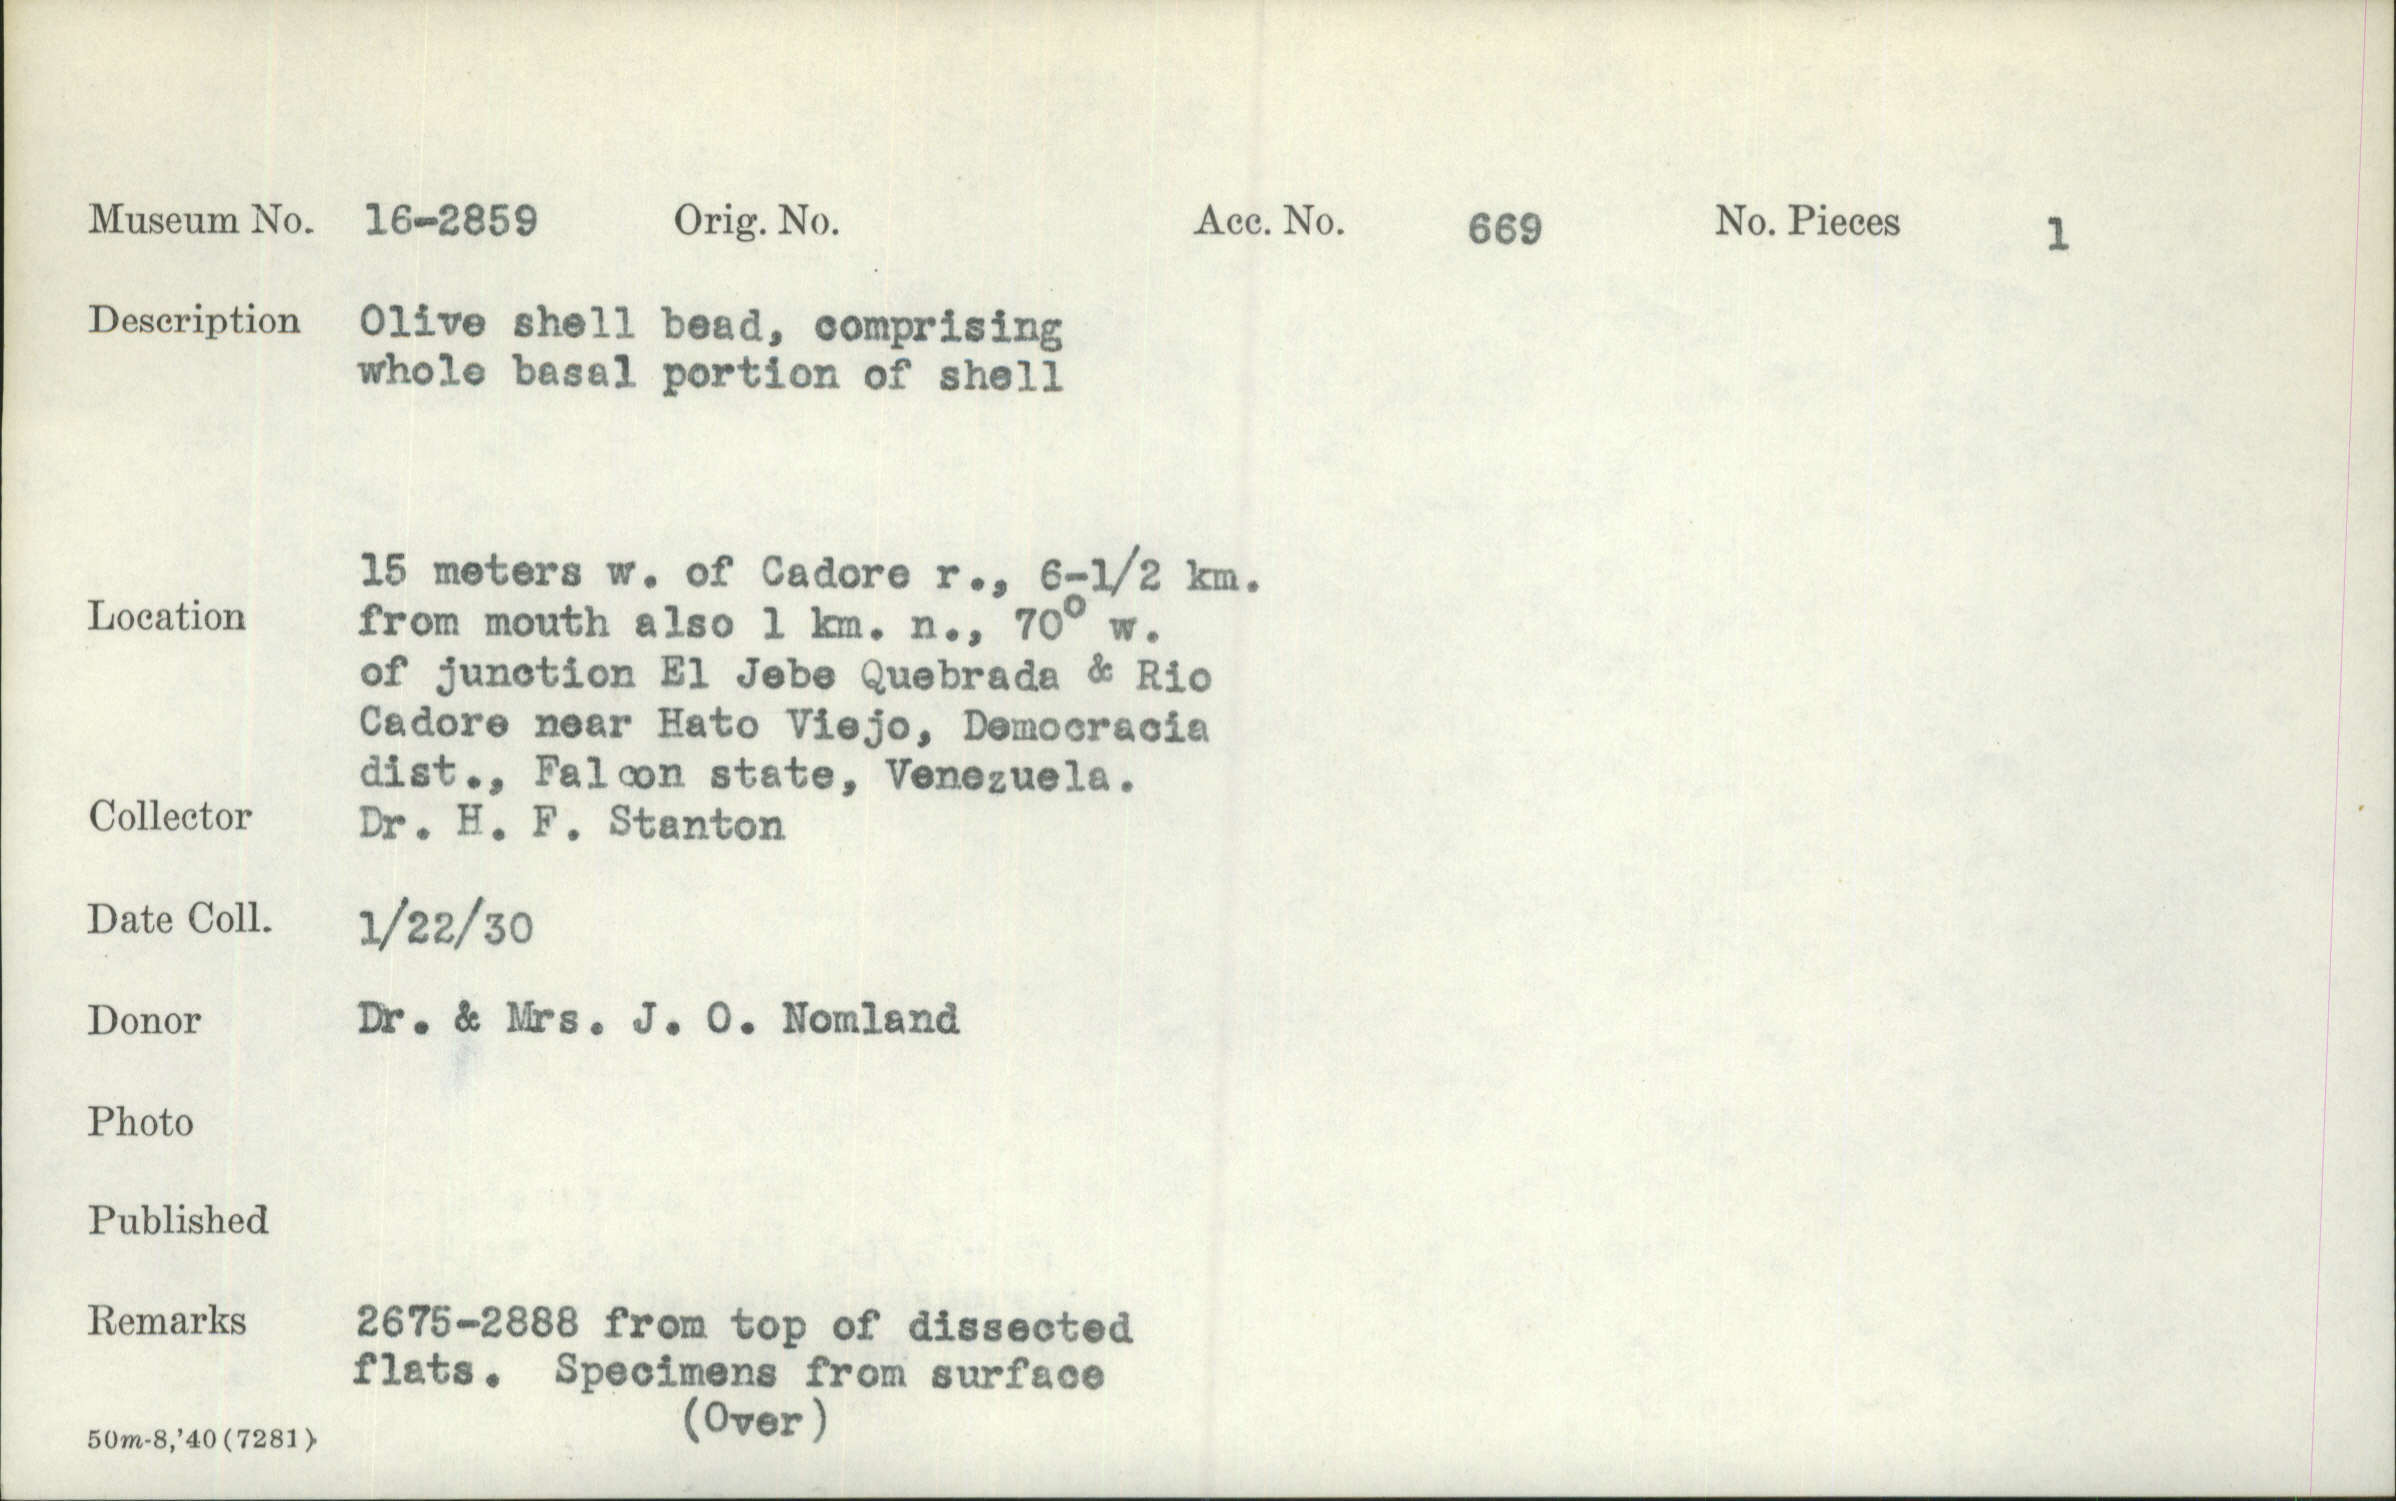 Museum No. 16-2859 Orig. No. Acc. No. 669 No. Pieces 1
Description Olive shell bead, comprising
whole basal portion of shell
15 meters w. of Cadore r., 6-1/2 km.
Location from mouth also 1 km. n., 70° w.
of junction El Jebe Quebrada & Rio
Cadore near Hato Viejo, Democracia
dist., Falcon state, Venezuela.
Collector Dr. H. F. Stanton
Date Coll. 1/22/30
Donor Dr. & Mrs. J. O. Nomland
Photo
Published
Remarks 2675-2888 from top of dissected
flats. Specimens from surface
(Over)
50m-8,'40(7281)